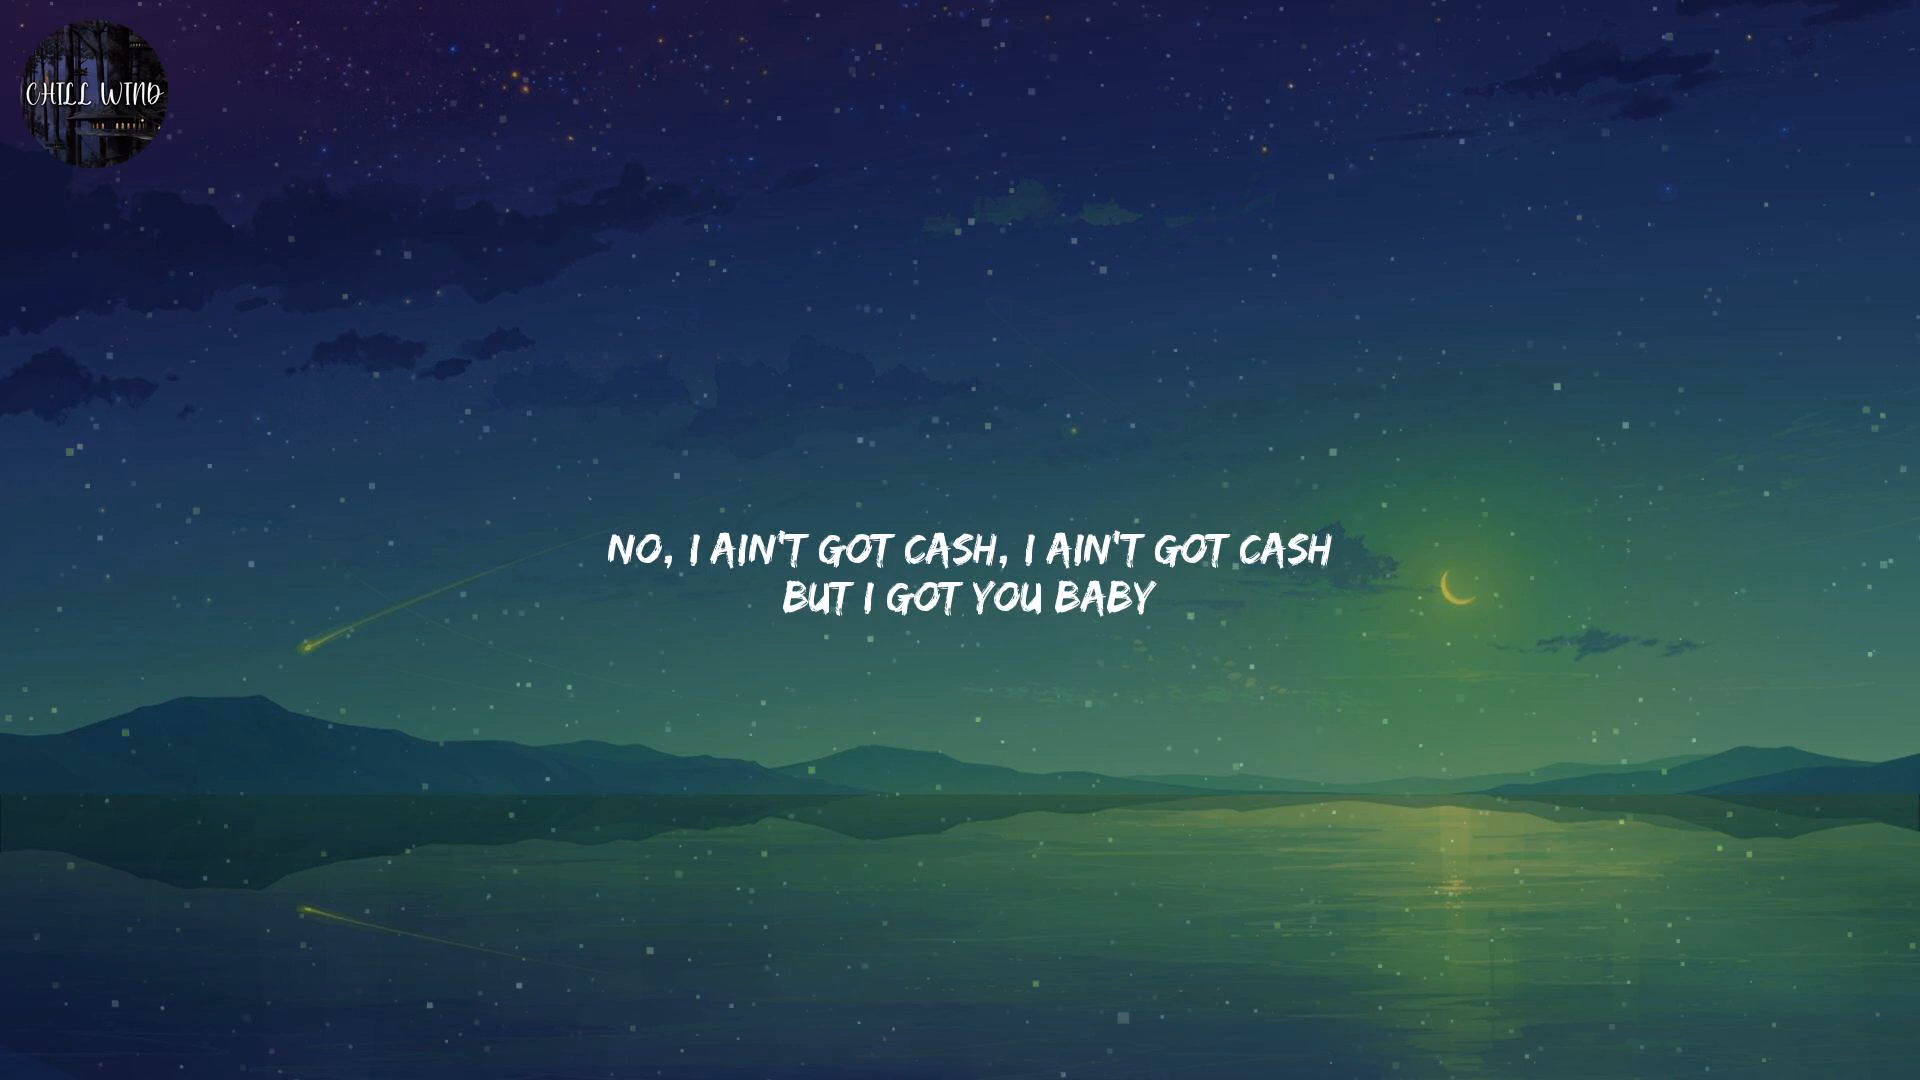 CHILL WIND
NO, I AIN'T GOT CASH, I AIN'T GOT CASH
BUT I GOT YOU BABY